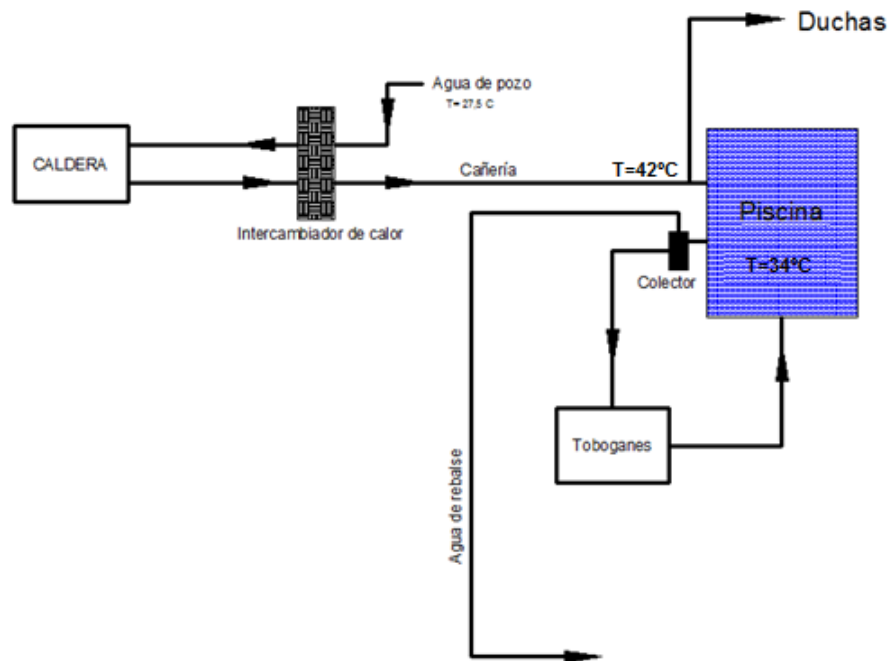 Duchas
Agua de pozo
T= 27,5 C
CALDERA
Cañería
T=42ºC
Piscina
Intercambiador de calor
T=34ºC
Colector
Toboganes
Agua de rebalse